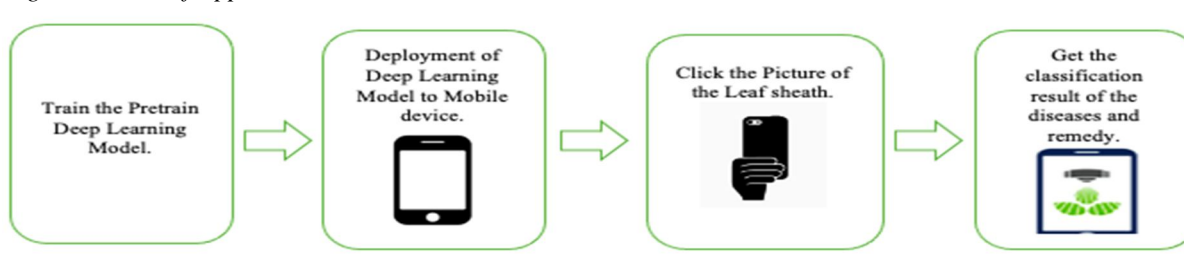 Train the Pretrain
Deep Learning
Model.
Deployment of
Deep Learning
Model to Mobile
device.
Click the Picture of
the Leaf sheath.
Get the
classification
result of the
diseases and
remedy.